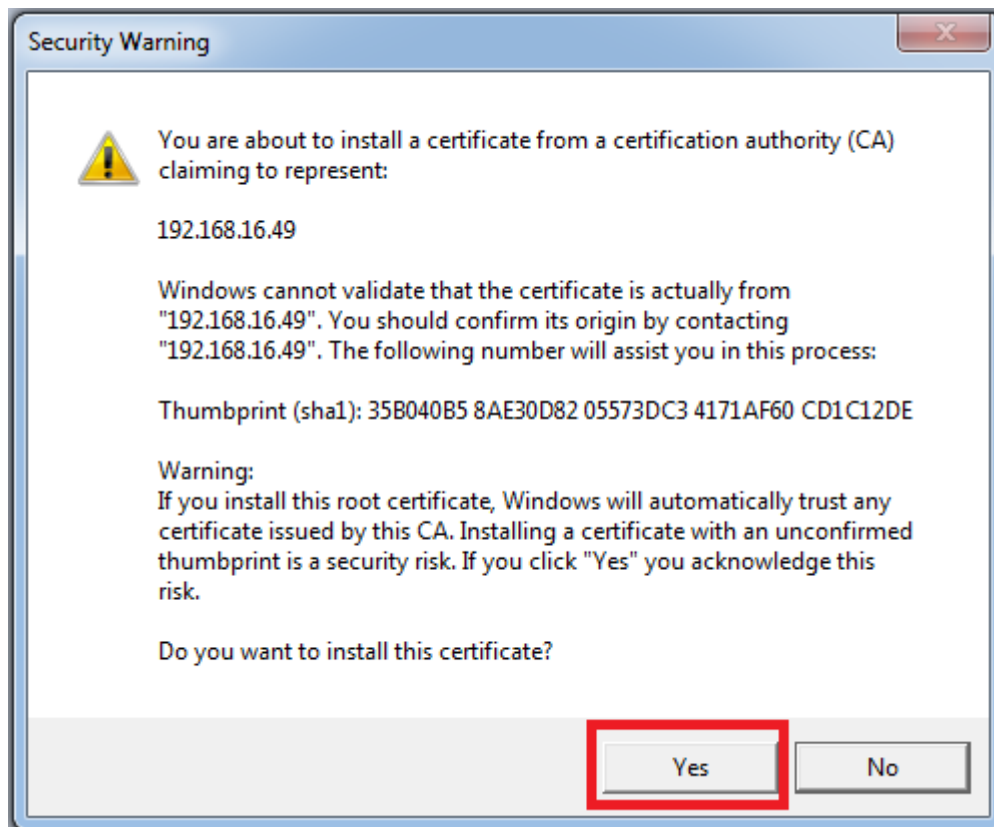 Security Warning
You are about to install a certificate from a certification authority (CA)
claiming to represent:
192.168.16.49
Windows cannot validate that the certificate is actually from
"192.168.16.49". You should confirm its origin by contacting
"192.168.16.49". The following number will assist you in this process:
Thumbprint (sha1): 35B040B5 8AE30D82 05573DC3 4171AF60 CD1C12DE
Warning:
If you install this root certificate, Windows will automatically trust any
certificate issued by this CA. Installing a certificate with an unconfirmed
thumbprint is a security risk. If you click "Yes" you acknowledge this
risk.
Do you want to install this certificate?
Yes
No